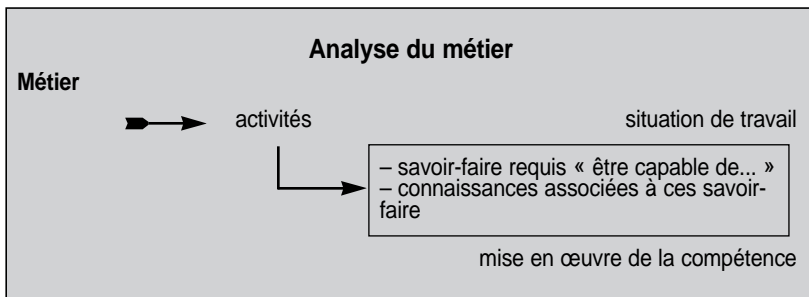 Analyse du métier
Métier
activités
situation de travail
– savoir-faire requis « être capable de... »
– connaissances associées à ces savoir-
faire
mise en œuvre de la compétence